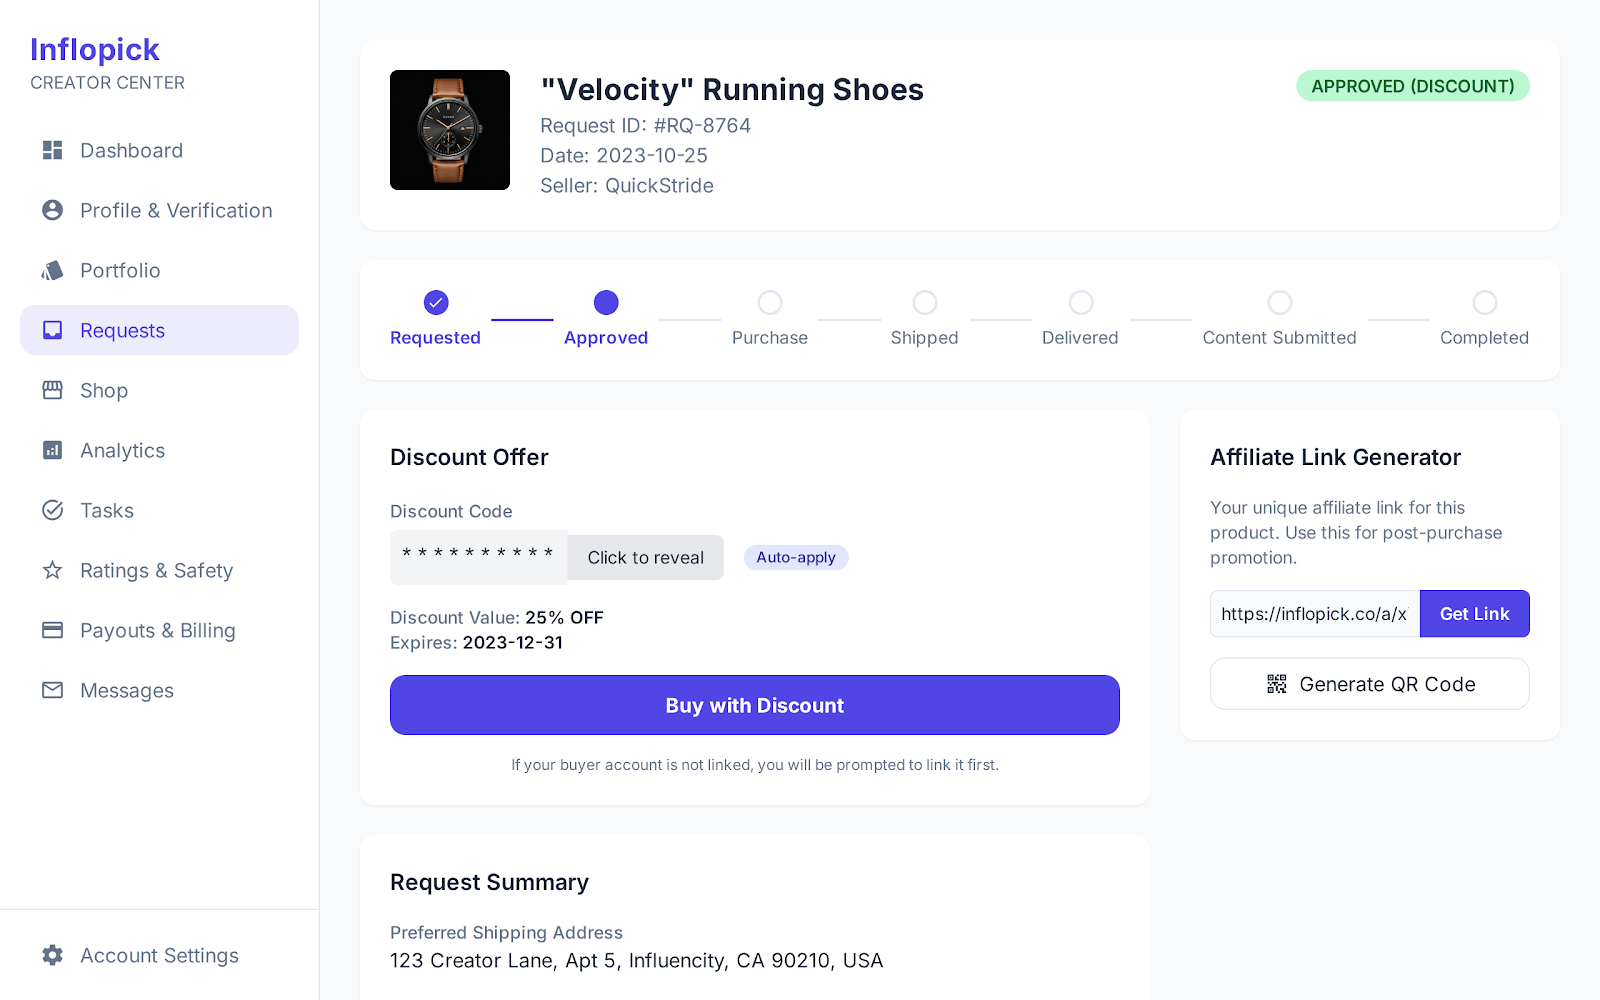 Inflopick
CREATOR CENTER
Dashboard
Profile & Verification
Portfolio
Requests
Shop
Analytics
Tasks
Ratings & Safety
Payouts & Billing
Messages
Account Settings
"Velocity" Running Shoes
Request ID: #RQ-8764
Date: 2023-10-25
Seller: QuickStride
APPROVED (DISCOUNT)
Requested
Approved
Purchase
Shipped
Delivered
Content Submitted
Completed
Discount Offer
Discount Code
* * * * * * * * * *
Click to reveal
Auto-apply
Discount Value: 25% OFF
Expires: 2023-12-31
Buy with Discount
If your buyer account is not linked, you will be prompted to link it first.
Affiliate Link Generator
Your unique affiliate link for this
product. Use this for post-purchase
promotion.
https://inflopick.co/a/x
Get Link
Generate QR Code
Request Summary
Preferred Shipping Address
123 Creator Lane, Apt 5, Influencity, CA 90210, USA